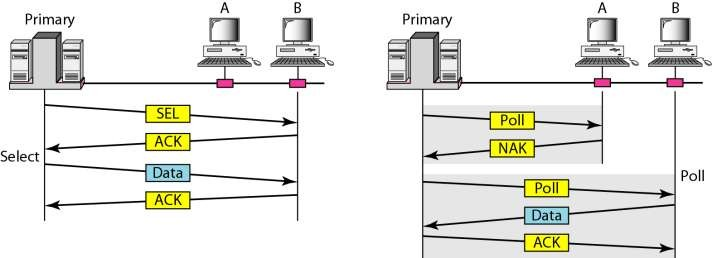 Primary
A
B
SEL
ACK
Select
Data
ACK
Primary
A
B
Poll
NAK
Poll
Poll
Data
ACK